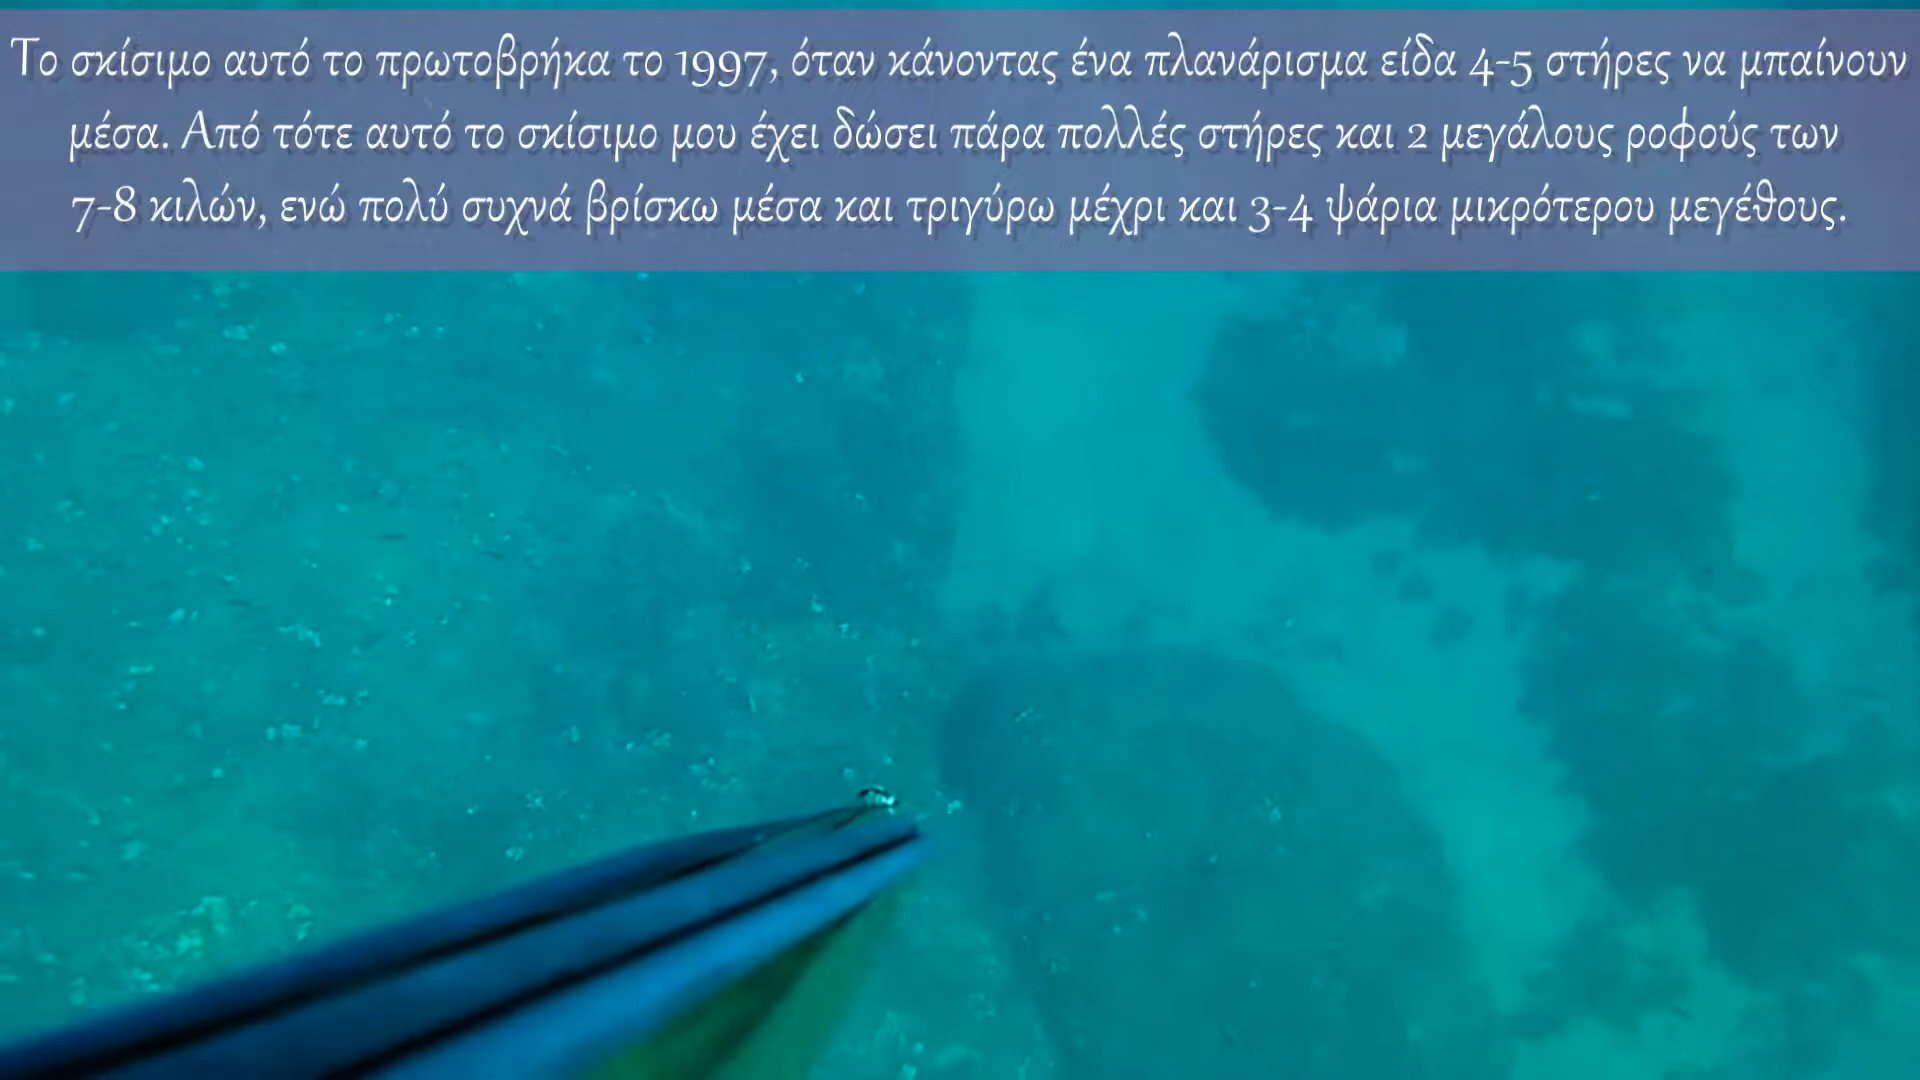 Το σκίσιμο αυτό το πρωτοβρήκα το 1997, όταν κάνοντας ένα πλανάρισμα είδα 4-5 στήρες να μπαίνουν
μέσα. Από τότε αυτό το σκίσιμο μου έχει δώσει πάρα πολλές στήρες και 2 μεγάλους ροφούς των
7-8 κιλών, ενώ πολύ συχνά βρίσκω μέσα και τριγύρω μέχρι και 3-4 ψάρια μικρότερου μεγέθους.